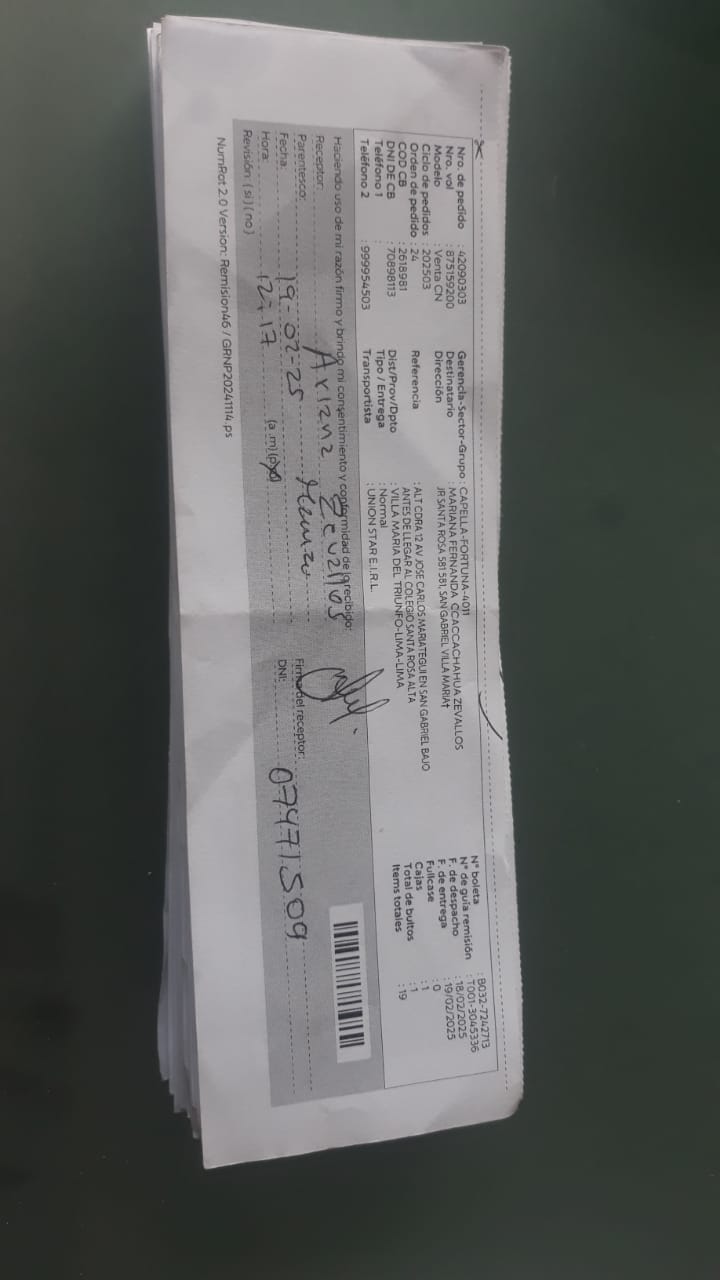 Nro. de pedido : 42090303
Nro. val : 875159200
Modelo : Venta CN
Ciclo de pedidos : 202503
Orden de pedido : 24
COD CB : 2618981
DNI DE CB : 70898113
Teléfono 1
Teléfono 2 : 999954503
Gerencia-Sector-Grupo : CAPELLA-FORTUNA-4011
Destinatario : MARIANA FERNANDA CCACCACHAHUA ZEVALLOS
Dirección : JR SANTA ROSA 581 581, SAN GABRIEL VILLA MARIA†
Referencia : ALT CDRA 12 AV JOSE CARLOS MARIATEGUI EN SAN GABRIEL BAJO
ANTES DE LLEGAR AL COLEGIO SANTA ROSA ALTA
Dist/Prov/Dpto : VILLA MARIA DEL TRIUNFO-LIMA-LIMA
Tipo / Entrega : Normal
Transportista : UNION STAR E.I.R.L.
N° boleta : B032-7242713
N° de guía remisión : T001-3045336
F. de despacho : 18/02/2025
F. de entrega : 19/02/2025
Fullcase : 0
Cajas : 1
Total de bultos : 1
Items totales : 19
Haciendo uso de mi razón firmo y brindo mi consentimiento y conformidad de lo recibido:
Receptor: Ariana Zevallos
Parentesco:
Firma del receptor:
Fecha: 19-02-25
DNI: 07971509
Hora: 12:17 (a .m) (p.m)
Revisión ( si ) ( no )
NumRot 2.0 Version: Remision46 / GRNP20241114.ps